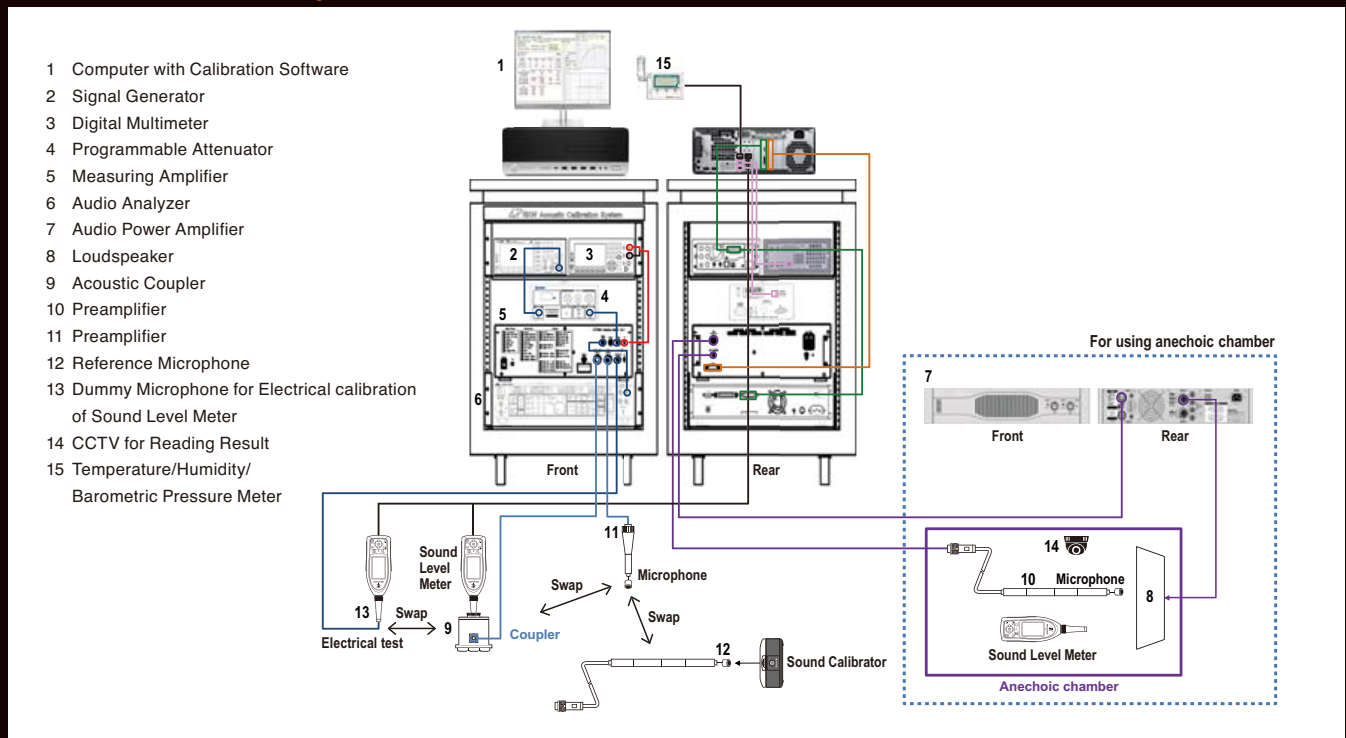 1 Computer with Calibration Software
2 Signal Generator
3 Digital Multimeter
4 Programmable Attenuator
5 Measuring Amplifier
6 Audio Analyzer
7 Audio Power Amplifier
8 Loudspeaker
9 Acoustic Coupler
10 Preamplifier
11 Preamplifier
12 Reference Microphone
13 Dummy Microphone for Electrical calibration
of Sound Level Meter
14 CCTV for Reading Result
15 Temperature/Humidity/
Barometric Pressure Meter
1
15
Acoustic Calibration System
2
3
4
5
6
Front
Rear
For using anechoic chamber
7
Front
Rear
11
Microphone
Sound
Level
Meter
Swap
Swap
13
Swap
9
Coupler
Electrical test
12
Sound Calibrator
14
10
Microphone
8
Sound Level Meter
Anechoic chamber